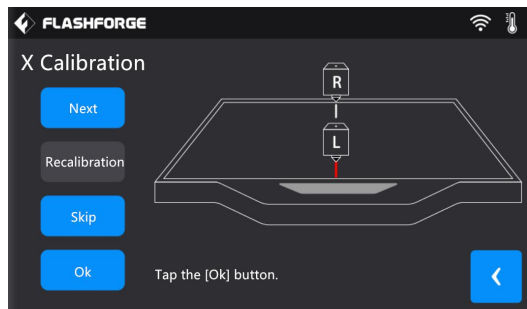 FLASHFORGE
X Calibration
R
Next
L
Recalibration
Skip
Ok
Tap the [Ok] button.